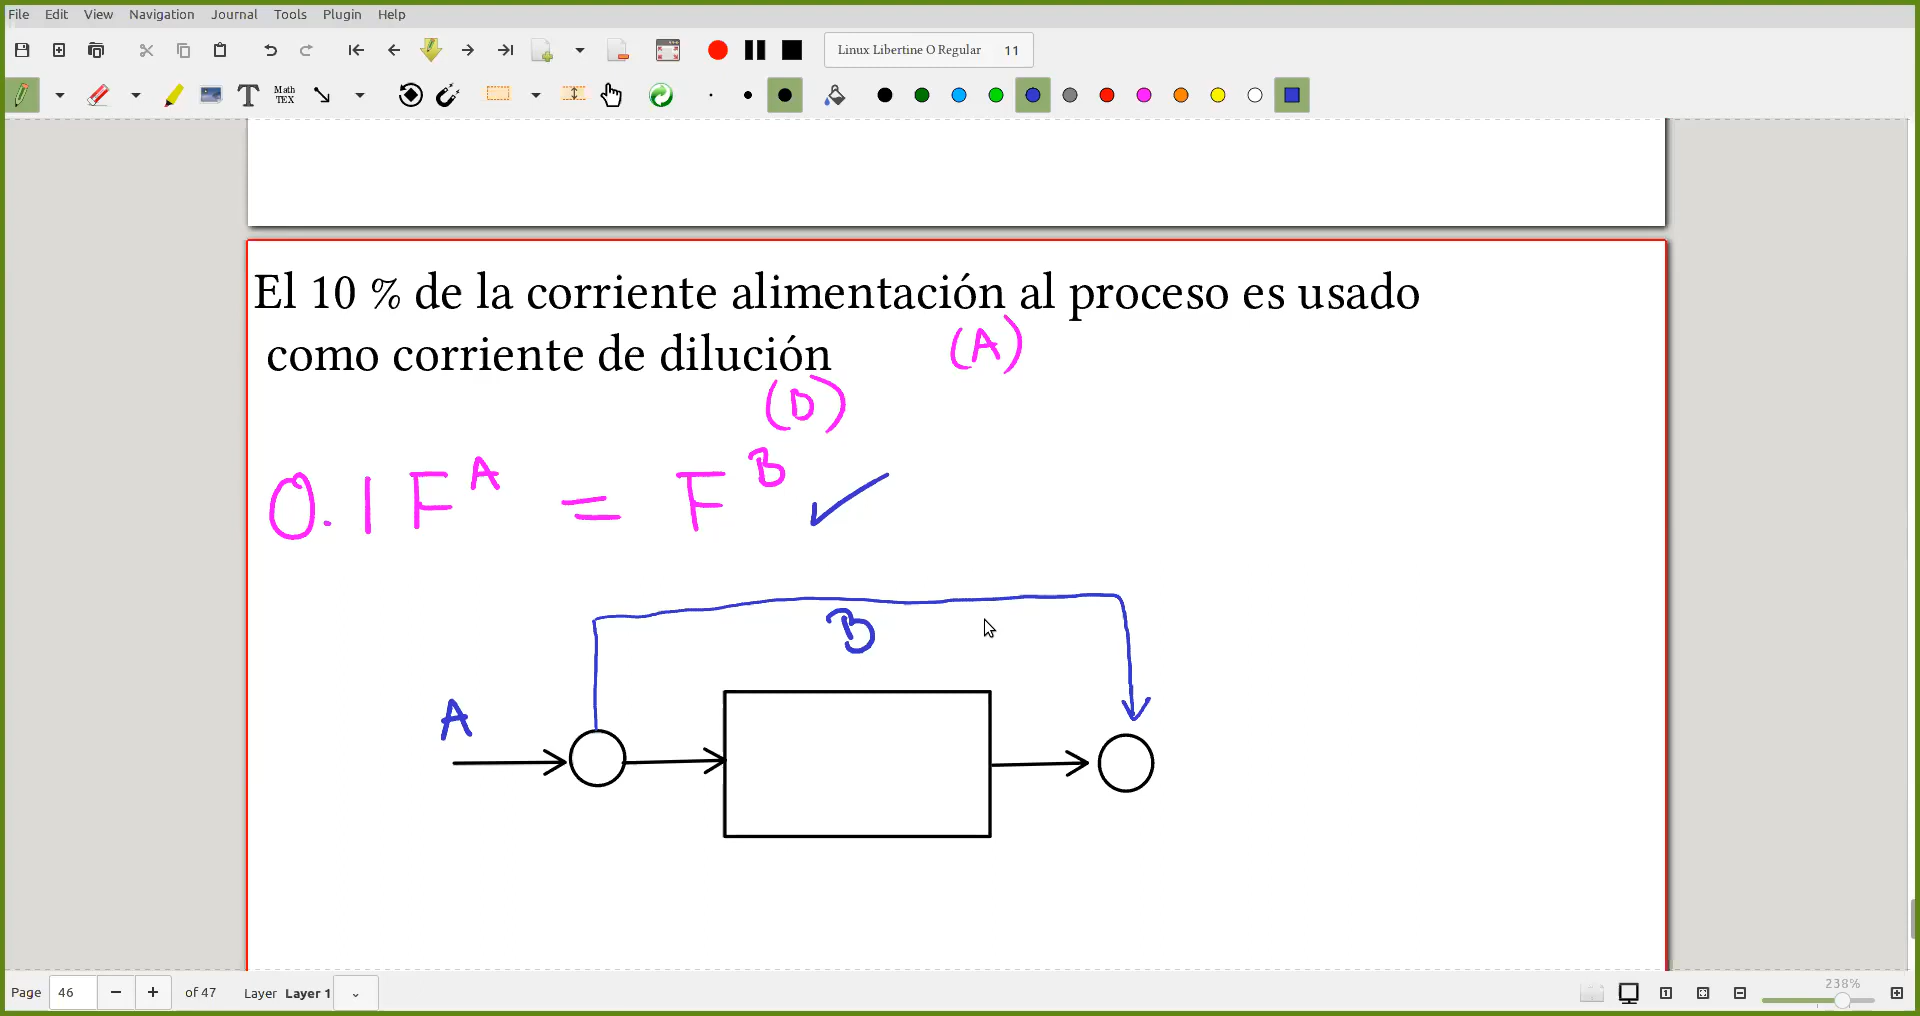 File Edit View Navigation Journal Tools Plugin Help
Linux Libertine O Regular 11
T Math TEX
El 10 % de la corriente alimentación al proceso es usado
(A)
como corriente de dilución
(D)
0.1 F^A = F^B ✓
B
A
Page 46 − + of 47 Layer Layer 1 238%